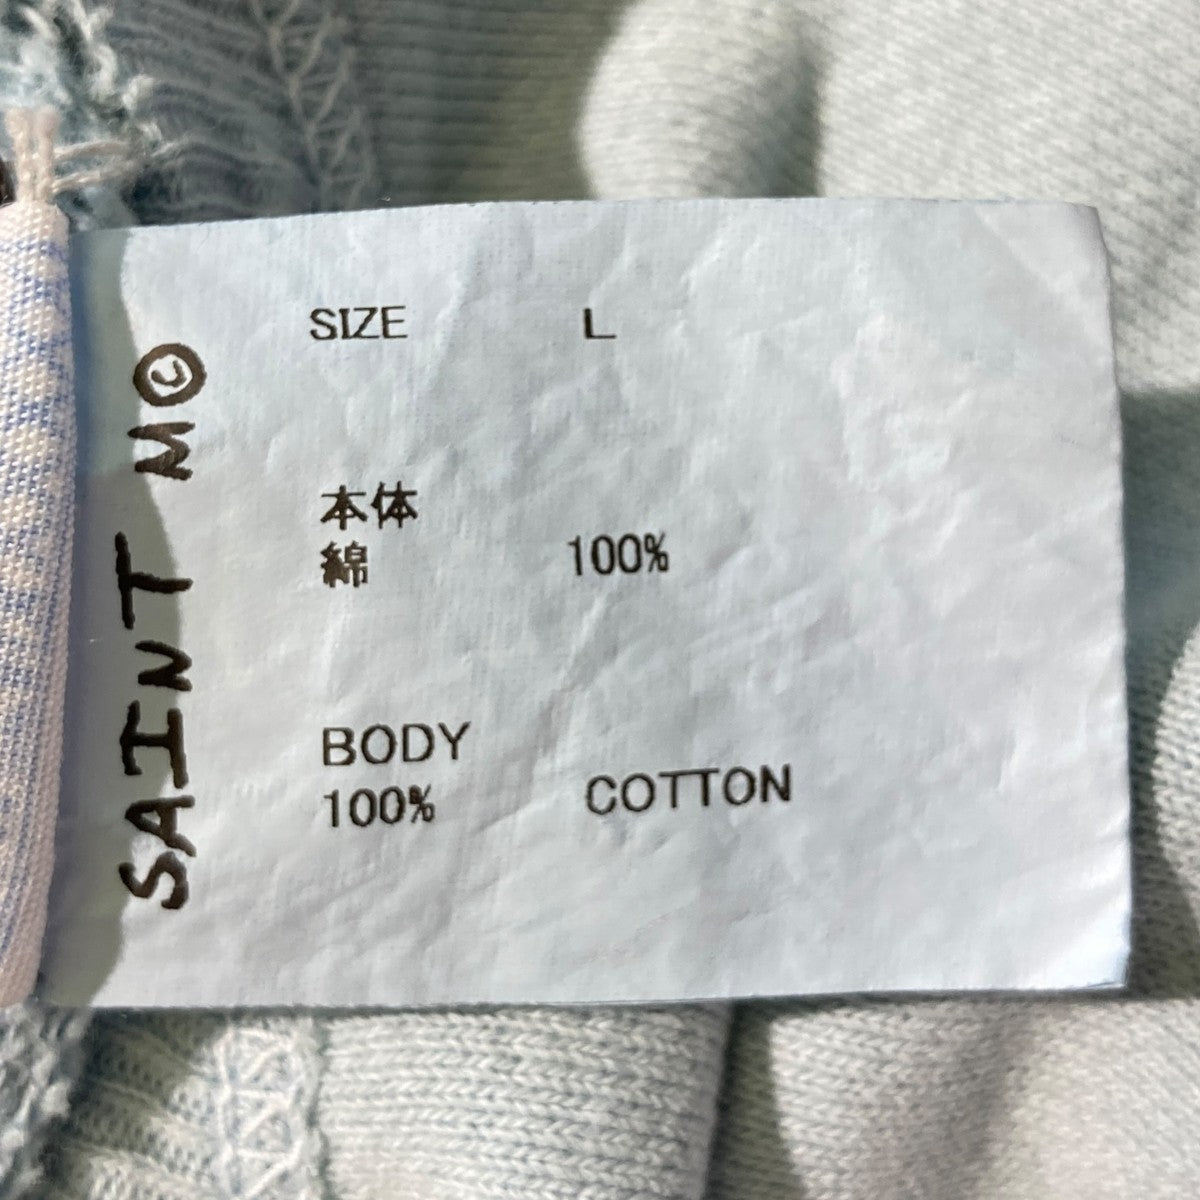 SIZE L
本体
綿 100%
BODY
100% COTTON
SAINT M©